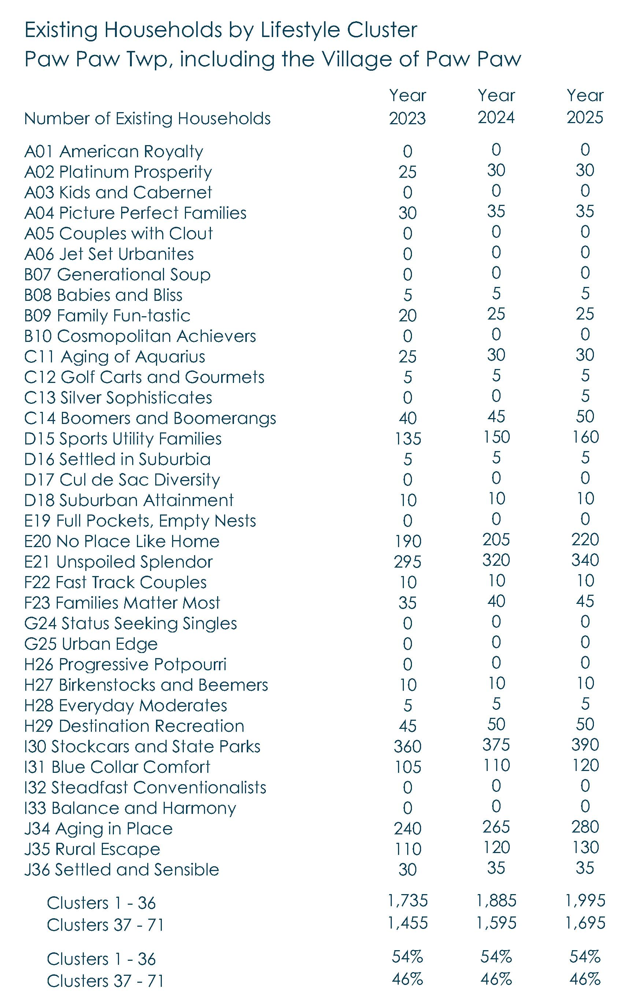 Existing Households by Lifestyle Cluster
Paw Paw Twp, including the Village of Paw Paw
Year Year Year
Number of Existing Households 2023 2024 2025
A01 American Royalty 0 0 0
A02 Platinum Prosperity 25 30 30
A03 Kids and Cabernet 0 0 0
A04 Picture Perfect Families 30 35 35
A05 Couples with Clout 0 0 0
A06 Jet Set Urbanites 0 0 0
B07 Generational Soup 0 0 0
B08 Babies and Bliss 5 5 5
B09 Family Fun-tastic 20 25 25
B10 Cosmopolitan Achievers 0 0 0
C11 Aging of Aquarius 25 30 30
C12 Golf Carts and Gourmets 5 5 5
C13 Silver Sophisticates 0 0 5
C14 Boomers and Boomerangs 40 45 50
D15 Sports Utility Families 135 150 160
D16 Settled in Suburbia 5 5 5
D17 Cul de Sac Diversity 0 0 0
D18 Suburban Attainment 10 10 10
E19 Full Pockets, Empty Nests 0 0 0
E20 No Place Like Home 190 205 220
E21 Unspoiled Splendor 295 320 340
F22 Fast Track Couples 10 10 10
F23 Families Matter Most 35 40 45
G24 Status Seeking Singles 0 0 0
G25 Urban Edge 0 0 0
H26 Progressive Potpourri 0 0 0
H27 Birkenstocks and Beemers 10 10 10
H28 Everyday Moderates 5 5 5
H29 Destination Recreation 45 50 50
I30 Stockcars and State Parks 360 375 390
I31 Blue Collar Comfort 105 110 120
I32 Steadfast Conventionalists 0 0 0
I33 Balance and Harmony 0 0 0
J34 Aging in Place 240 265 280
J35 Rural Escape 110 120 130
J36 Settled and Sensible 30 35 35
Clusters 1 - 36 1,735 1,885 1,995
Clusters 37 - 71 1,455 1,595 1,695
Clusters 1 - 36 54% 54% 54%
Clusters 37 - 71 46% 46% 46%